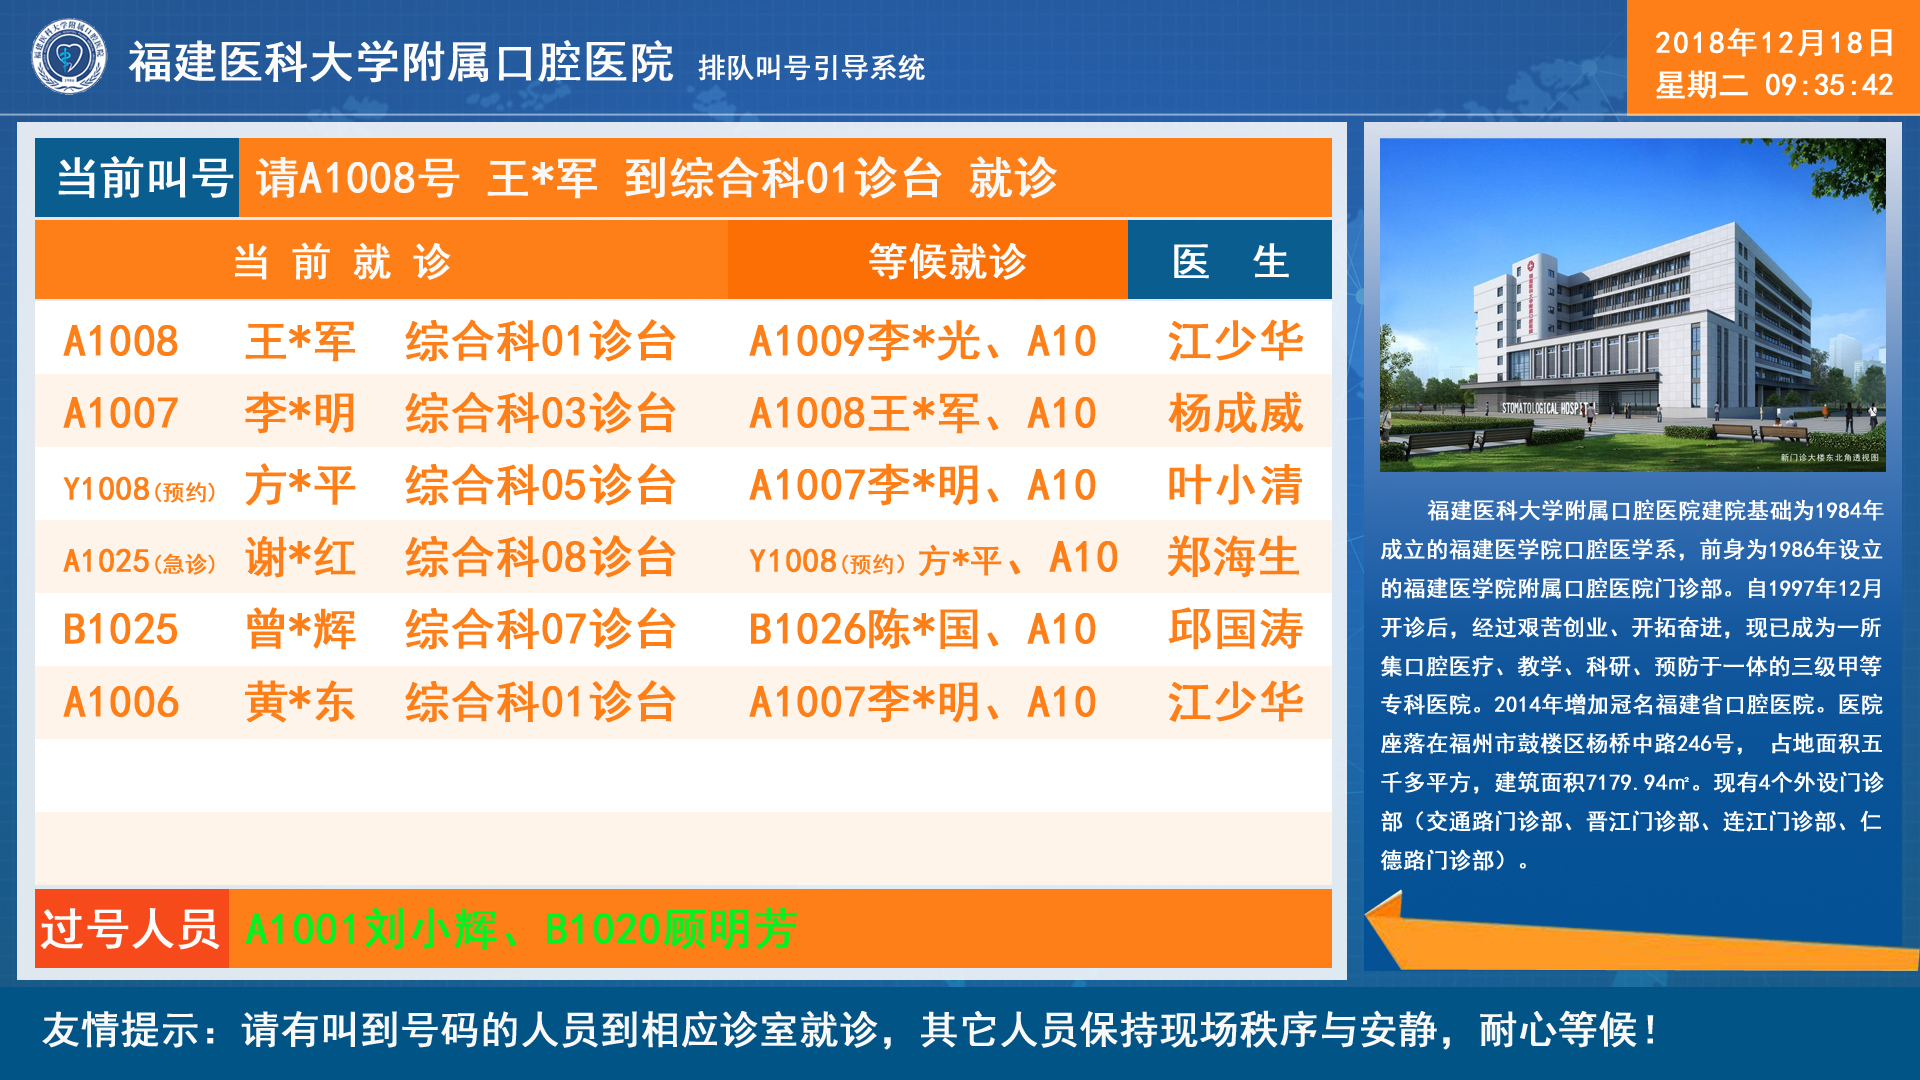 福建医科大学附属口腔医院 排队叫号引导系统
2018年12月18日
星期二 09:35:42
当前叫号 请A1008号 王*军 到综合科01诊台 就诊
当前就诊 等候就诊 医 生
A1008 王*军 综合科01诊台 A1009李*光、A10 江少华
A1007 李*明 综合科03诊台 A1008王*军、A10 杨成威
Y1008(预约) 方*平 综合科05诊台 A1007李*明、A10 叶小清
A1025(急诊) 谢*红 综合科08诊台 Y1008(预约)方*平、A10 郑海生
B1025 曾*辉 综合科07诊台 B1026陈*国、A10 邱国涛
A1006 黄*东 综合科01诊台 A1007李*明、A10 江少华
过号人员 A1001刘小辉、B1020顾明芳
STOMATOLOGICAL HOSPIT
新门诊大楼东北角透视图
福建医科大学附属口腔医院建院基础为1984年
成立的福建医学院口腔医学系，前身为1986年设立
的福建医学院附属口腔医院门诊部。自1997年12月
开诊后，经过艰苦创业、开拓奋进，现已成为一所
集口腔医疗、教学、科研、预防于一体的三级甲等
专科医院。2014年增加冠名福建省口腔医院。医院
座落在福州市鼓楼区杨桥中路246号， 占地面积五
千多平方，建筑面积7179.94㎡。现有4个外设门诊
部（交通路门诊部、晋江门诊部、连江门诊部、仁
德路门诊部）。
友情提示：请有叫到号码的人员到相应诊室就诊，其它人员保持现场秩序与安静，耐心等候！